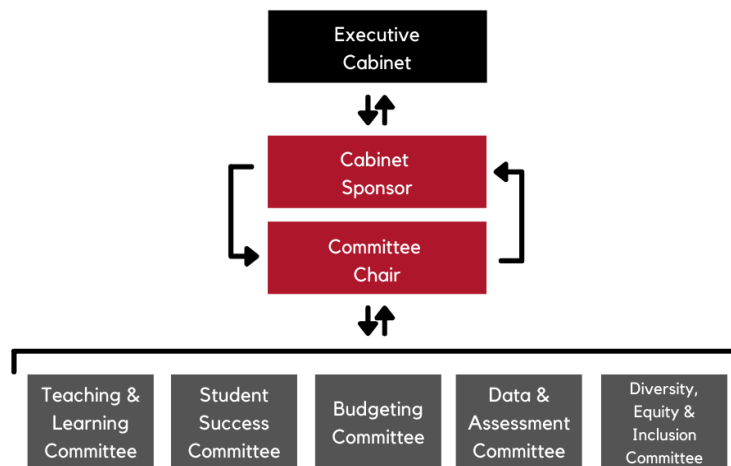 Executive
Cabinet
Cabinet
Sponsor
Committee
Chair
Teaching &
Learning
Committee
Student
Success
Committee
Budgeting
Committee
Data &
Assessment
Committee
Diversity,
Equity &
Inclusion
Committee